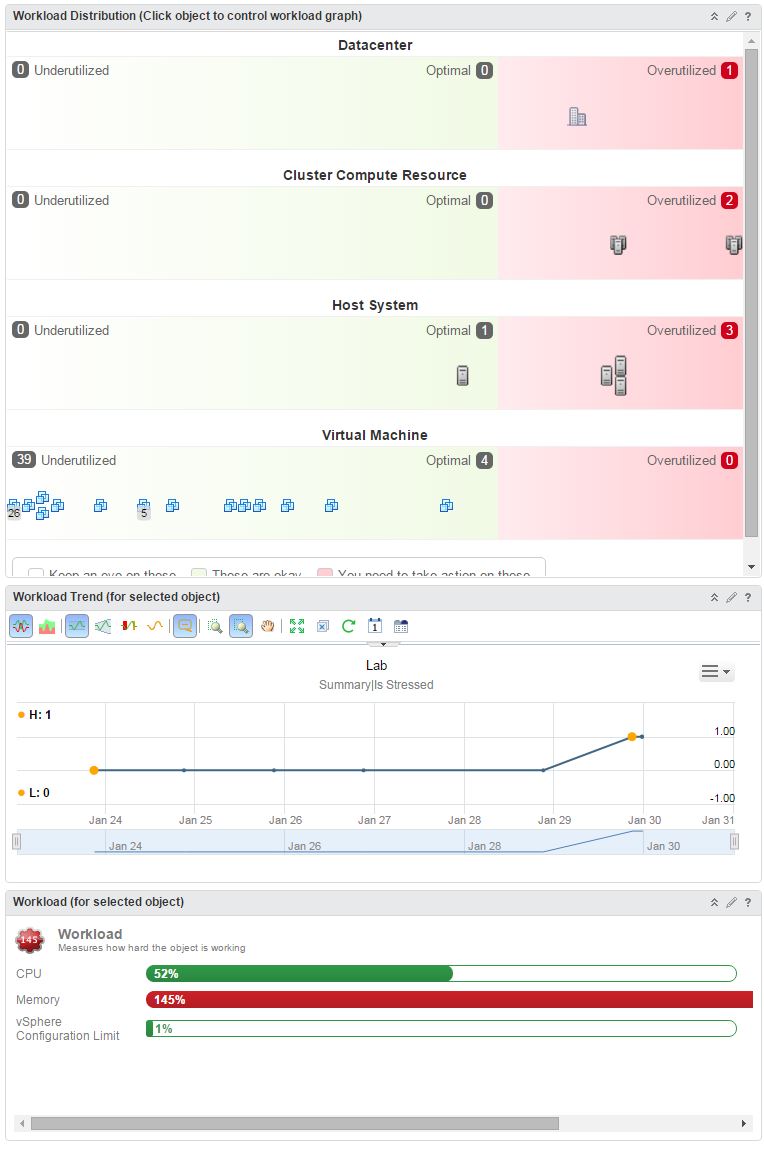 Workload Distribution (Click object to control workload graph) ?
Datacenter
0 Underutilized Optimal 0 Overutilized 1
Cluster Compute Resource
0 Underutilized Optimal 0 Overutilized 2
Host System
0 Underutilized Optimal 1 Overutilized 3
Virtual Machine
39 Underutilized Optimal 4 Overutilized 0
26 5
Keep an eye on these These are okay You need to take action on these
Workload Trend (for selected object) ?
1
Lab
Summary|Is Stressed
H: 1
1.00
0.00
L: 0
-1.00
Jan 24 Jan 25 Jan 26 Jan 27 Jan 28 Jan 29 Jan 30 Jan 31
Jan 24 Jan 26 Jan 28 Jan 30
Workload (for selected object) ?
145 Workload
Measures how hard the object is working
CPU 52%
Memory 145%
vSphere
Configuration Limit 1%